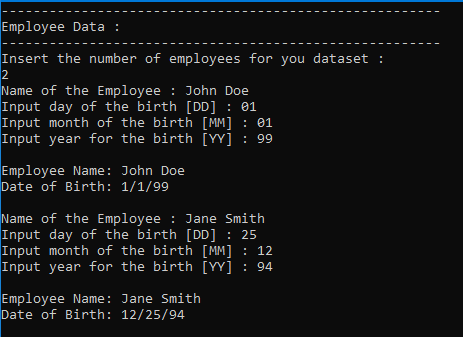 -------------------------------------------------------
Employee Data :
-------------------------------------------------------
Insert the number of employees for you dataset :
2
Name of the Employee : John Doe
Input day of the birth [DD] : 01
Input month of the birth [MM] : 01
Input year for the birth [YY] : 99

Employee Name: John Doe
Date of Birth: 1/1/99

Name of the Employee : Jane Smith
Input day of the birth [DD] : 25
Input month of the birth [MM] : 12
Input year for the birth [YY] : 94

Employee Name: Jane Smith
Date of Birth: 12/25/94